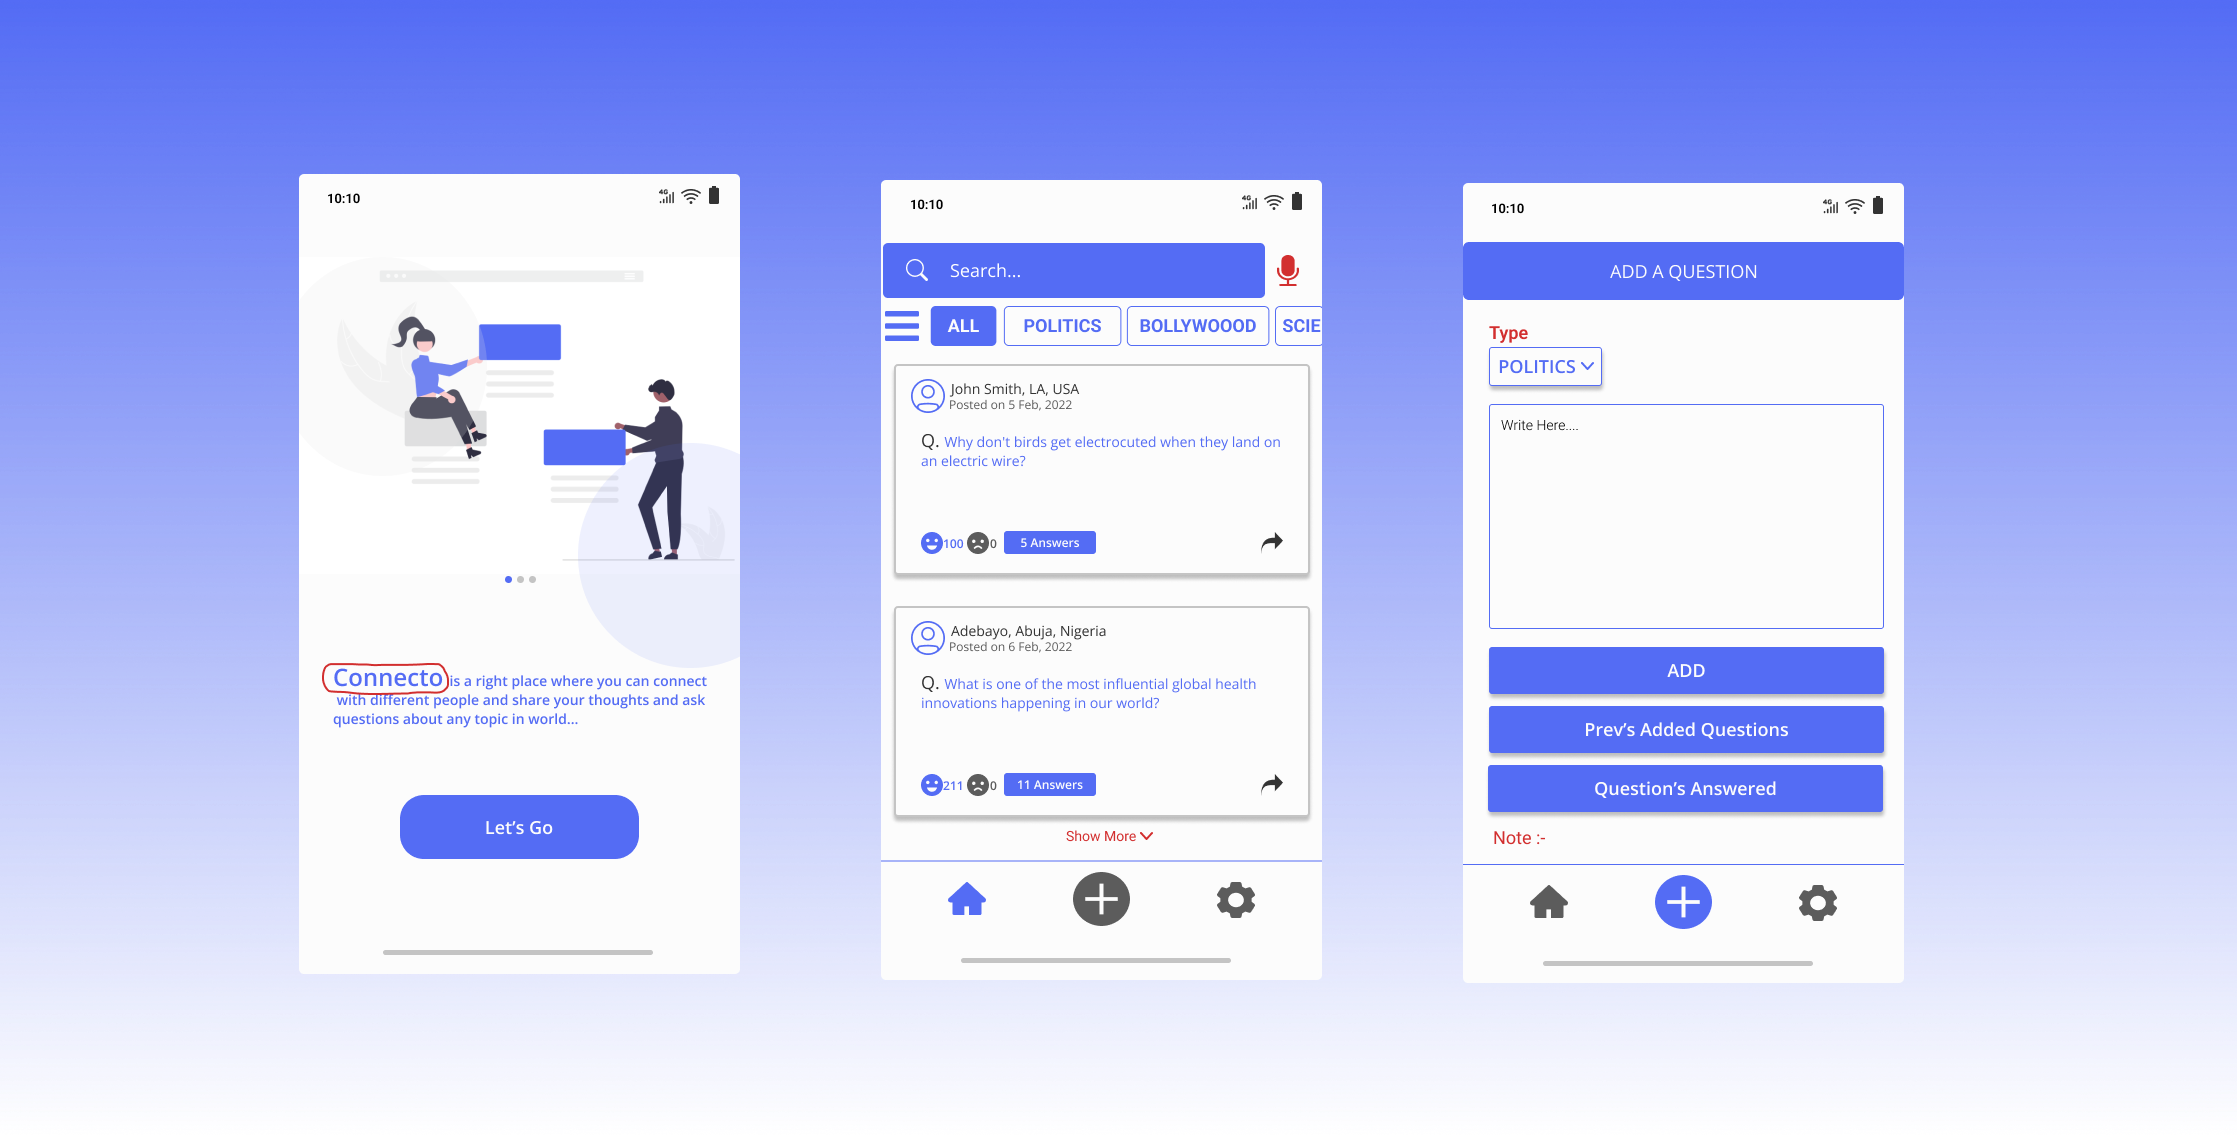 10:10
4G
Connecto is a right place where you can connect
with different people and share your thoughts and ask
questions about any topic in world...
Let's Go
10:10
4G
Search...
ALL
POLITICS
BOLLYWOOOD
SCIE
John Smith, LA, USA
Posted on 5 Feb, 2022
Q. Why don't birds get electrocuted when they land on
an electric wire?
100
0
5 Answers
Adebayo, Abuja, Nigeria
Posted on 6 Feb, 2022
Q. What is one of the most influential global health
innovations happening in our world?
211
0
11 Answers
Show More
10:10
4G
ADD A QUESTION
Type
POLITICS
Write Here....
ADD
Prev's Added Questions
Question's Answered
Note :-